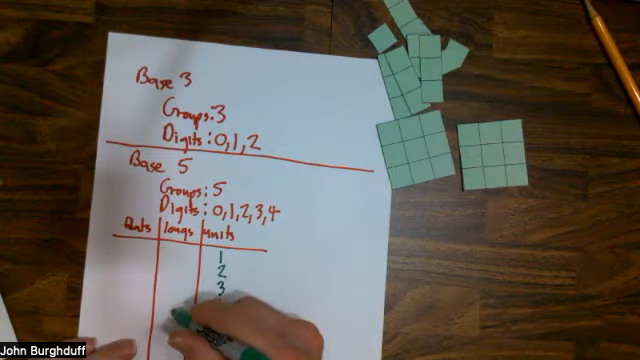 Base 3
Groups: 3
Digits: 0, 1, 2
Base 5
Groups: 5
Digits: 0, 1, 2, 3, 4
flats longs units
1
2
3
John Burghduff